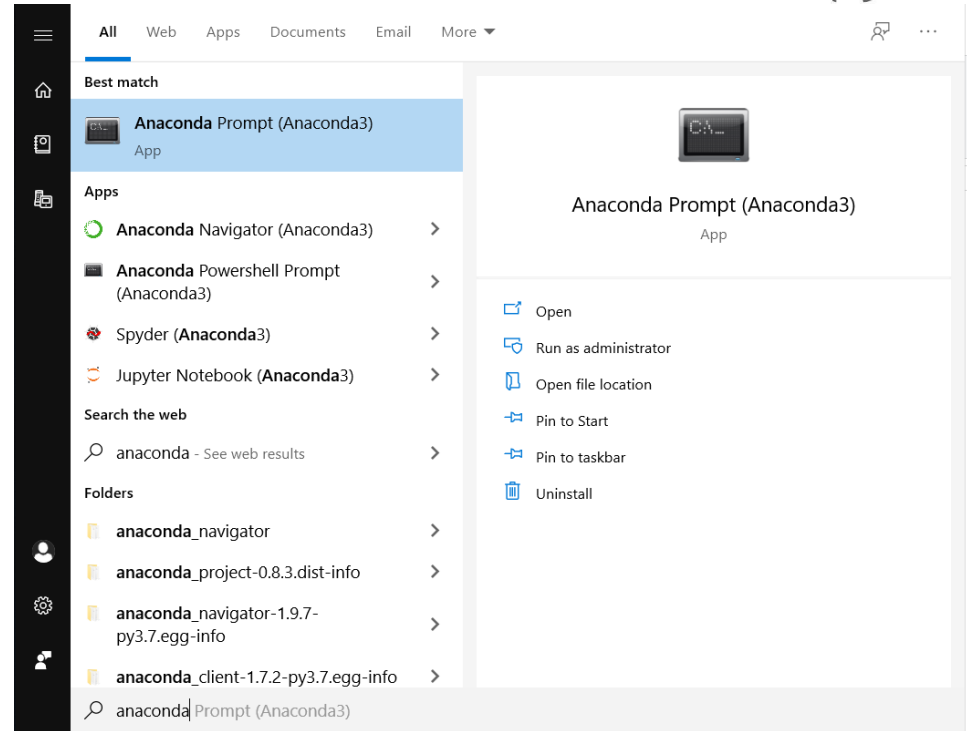 All Web Apps Documents Email More
Best match
Anaconda Prompt (Anaconda3)
App
Apps
Anaconda Navigator (Anaconda3)
Anaconda Powershell Prompt
(Anaconda3)
Spyder (Anaconda3)
Jupyter Notebook (Anaconda3)
Search the web
anaconda - See web results
Folders
anaconda_navigator
anaconda_project-0.8.3.dist-info
anaconda_navigator-1.9.7-
py3.7.egg-info
anaconda_client-1.7.2-py3.7.egg-info
anaconda Prompt (Anaconda3)
C:\_
Anaconda Prompt (Anaconda3)
App
Open
Run as administrator
Open file location
Pin to Start
Pin to taskbar
Uninstall